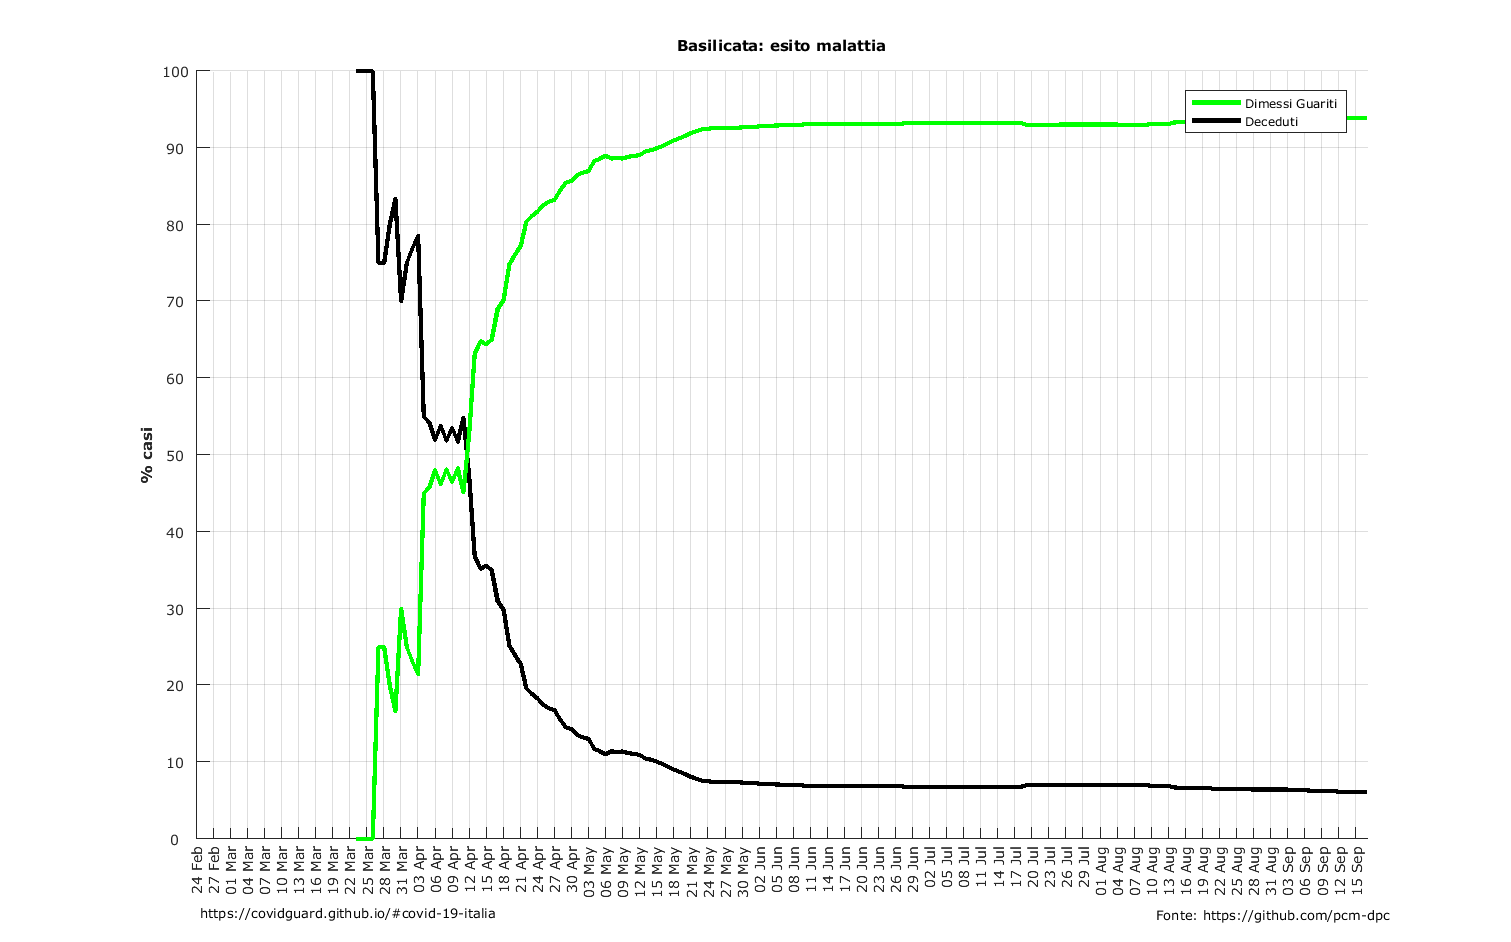 Basilicata: esito malattia
Dimessi Guariti
Deceduti
% casi
100
90
80
70
60
50
40
30
20
10
0
24 Feb
27 Feb
01 Mar
04 Mar
07 Mar
10 Mar
13 Mar
16 Mar
19 Mar
22 Mar
25 Mar
28 Mar
31 Mar
03 Apr
06 Apr
09 Apr
12 Apr
15 Apr
18 Apr
21 Apr
24 Apr
27 Apr
30 Apr
03 May
06 May
09 May
12 May
15 May
18 May
21 May
24 May
27 May
30 May
02 Jun
05 Jun
08 Jun
11 Jun
14 Jun
17 Jun
20 Jun
23 Jun
26 Jun
29 Jun
02 Jul
05 Jul
08 Jul
11 Jul
14 Jul
17 Jul
20 Jul
23 Jul
26 Jul
29 Jul
01 Aug
04 Aug
07 Aug
10 Aug
13 Aug
16 Aug
19 Aug
22 Aug
25 Aug
28 Aug
31 Aug
03 Sep
06 Sep
09 Sep
12 Sep
15 Sep
https://covidguard.github.io/#covid-19-italia
Fonte: https://github.com/pcm-dpc